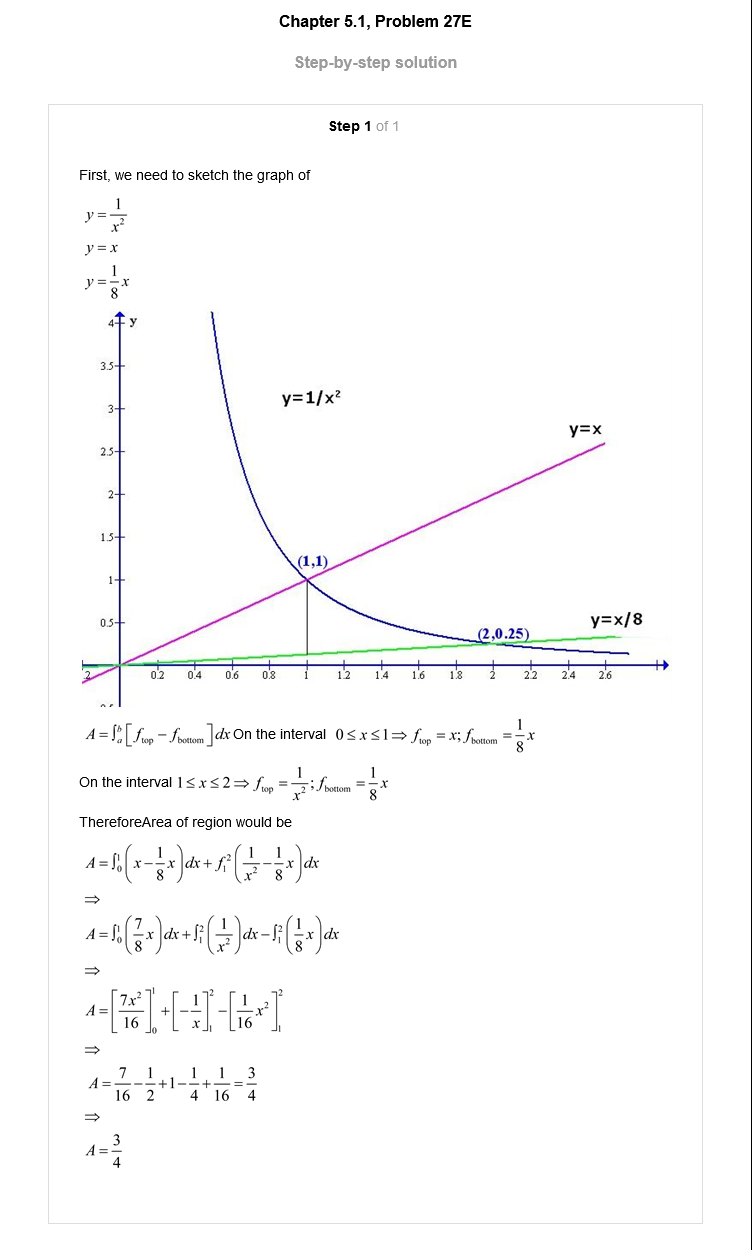 Chapter 5.1, Problem 27E
Step-by-step solution
Step 1 of 1
First, we need to sketch the graph of
y = 1/x²
y = x
y = 1/8 x
4 y
3.5
3
2.5
2
1.5
1
0.5
y=1/x²
y=x
(1,1)
(2,0.25)
y=x/8
.2 0.2 0.4 0.6 0.8 1 1.2 1.4 1.6 1.8 2 2.2 2.4 2.6
A = ∫ₐᵇ [f_top − f_bottom] dx On the interval 0 ≤ x ≤ 1 ⇒ f_top = x; f_bottom = 1/8 x
On the interval 1 ≤ x ≤ 2 ⇒ f_top = 1/x²; f_bottom = 1/8 x
ThereforeArea of region would be
A = ∫₀¹ (x − 1/8 x) dx + f₁² (1/x² − 1/8 x) dx
⇒
A = ∫₀¹ (7/8 x) dx + ∫₁² (1/x²) dx − ∫₁² (1/8 x) dx
⇒
A = [7x²/16]₀¹ + [−1/x]₁² − [1/16 x²]₁²
⇒
A = 7/16 − 1/2 + 1 − 1/4 + 1/16 = 3/4
⇒
A = 3/4